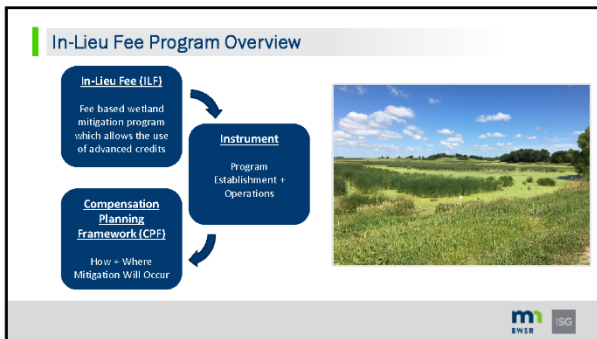 In-Lieu Fee Program Overview
In-Lieu Fee (ILF)
Fee based wetland
mitigation program
which allows the use
of advanced credits
Instrument
Program
Establishment +
Operations
Compensation
Planning
Framework (CPF)
How + Where
Mitigation Will Occur
mn
BWSR
ISG